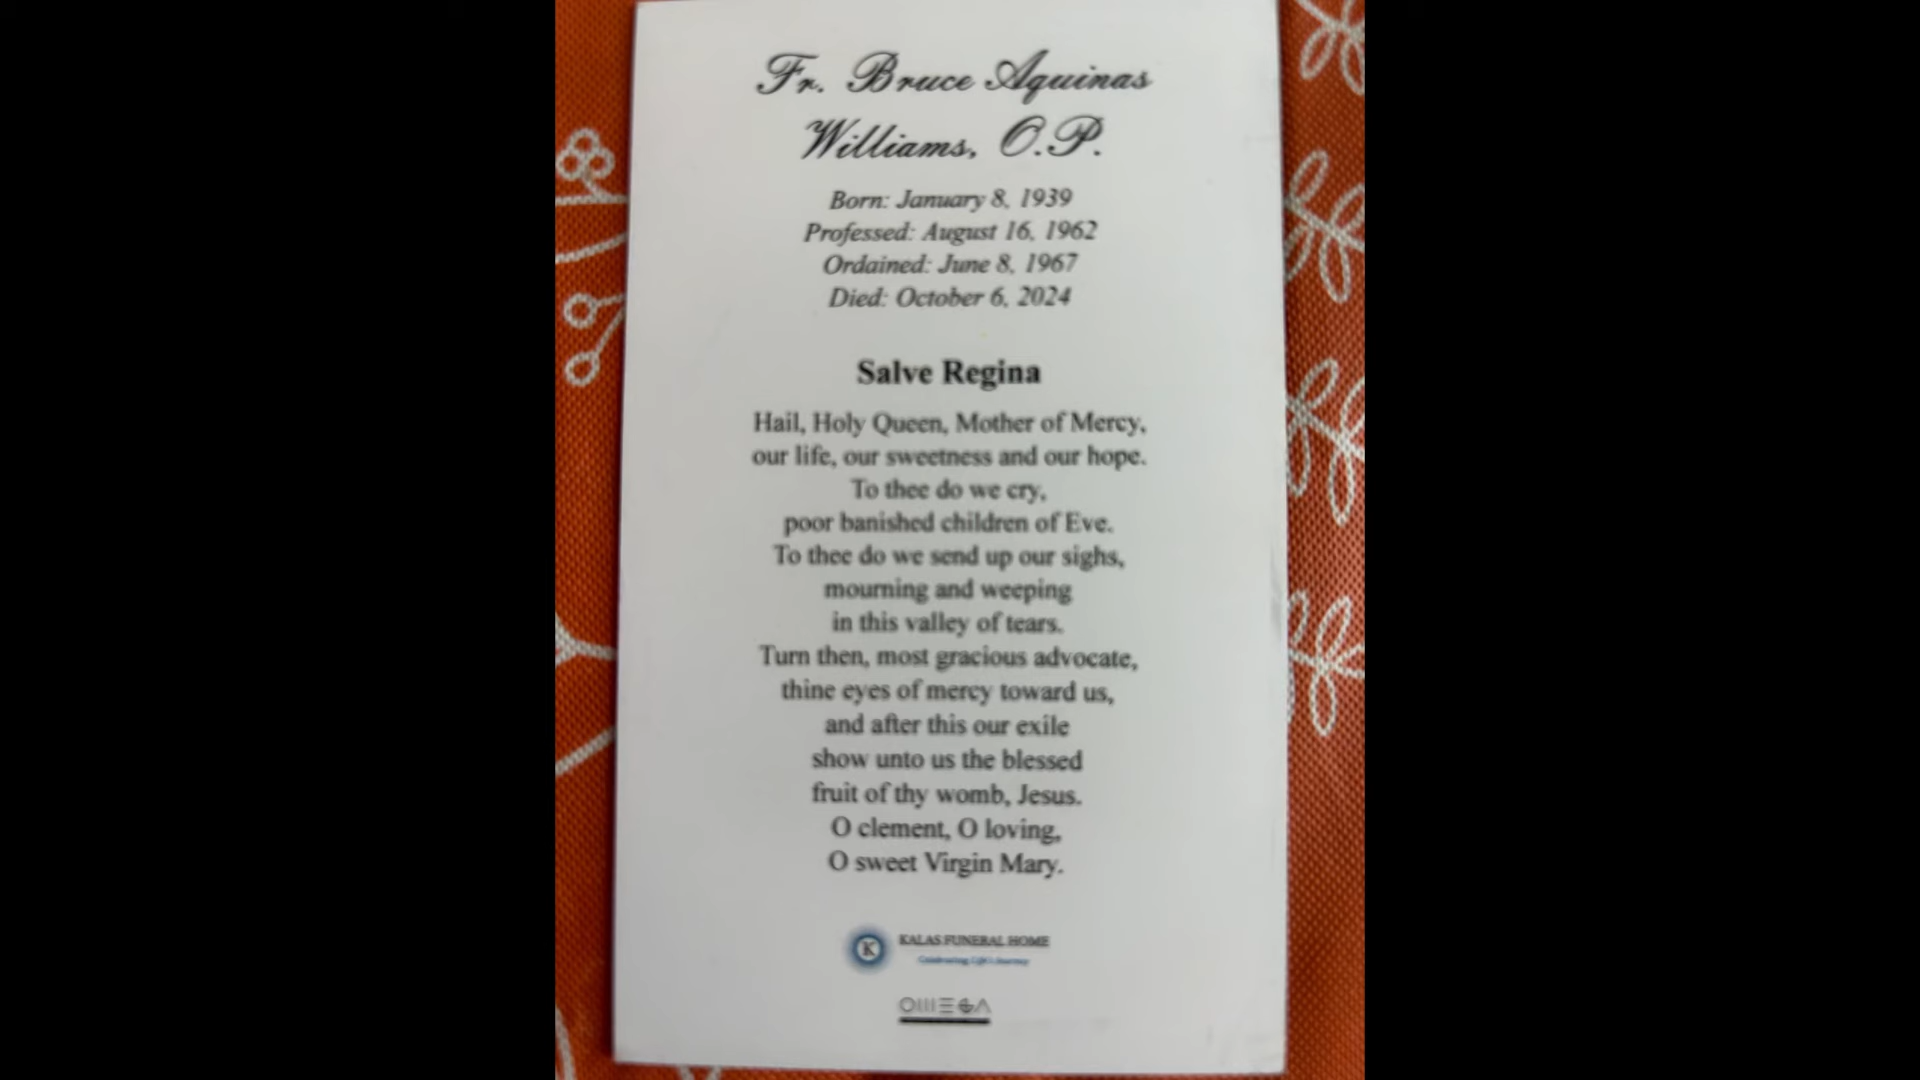 Fr. Bruce Aquinas
Williams, O.P.
Born: January 8, 1939
Professed: August 16, 1962
Ordained: June 8, 1967
Died: October 6, 2024
Salve Regina
Hail, Holy Queen, Mother of Mercy,
our life, our sweetness and our hope.
To thee do we cry,
poor banished children of Eve.
To thee do we send up our sighs,
mourning and weeping
in this valley of tears.
Turn then, most gracious advocate,
thine eyes of mercy toward us,
and after this our exile
show unto us the blessed
fruit of thy womb, Jesus.
O clement, O loving,
O sweet Virgin Mary.
K
KALAS FUNERAL HOME
Celebrating Life's Journey
OMEGA